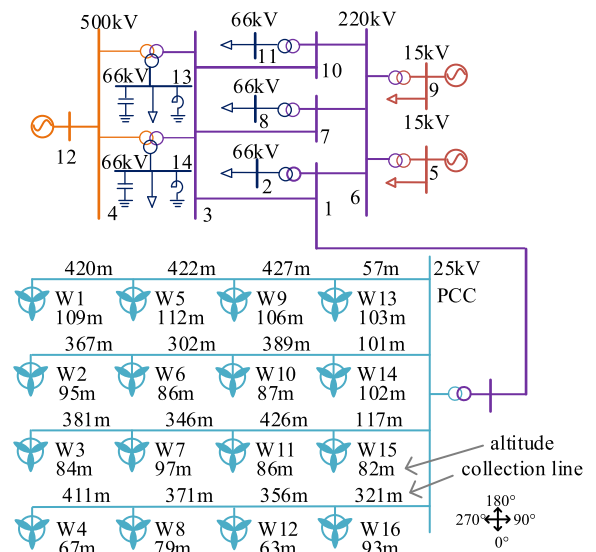 500kV
66kV
220kV
11
10
15kV
9
66kV
13
66kV
8
7
15kV
12
66kV
14
66kV
2
5
4
3
1
6
420m 422m 427m 57m
25kV
PCC
W1 W5 W9 W13
109m 112m 106m 103m
367m 302m 389m 101m
W2 W6 W10 W14
95m 86m 87m 102m
381m 346m 426m 117m
W3 W7 W11 W15
84m 97m 86m 82m
altitude
collection line
411m 371m 356m 321m
W4 W8 W12 W16
67m 79m 63m 93m
180°
270° 90°
0°